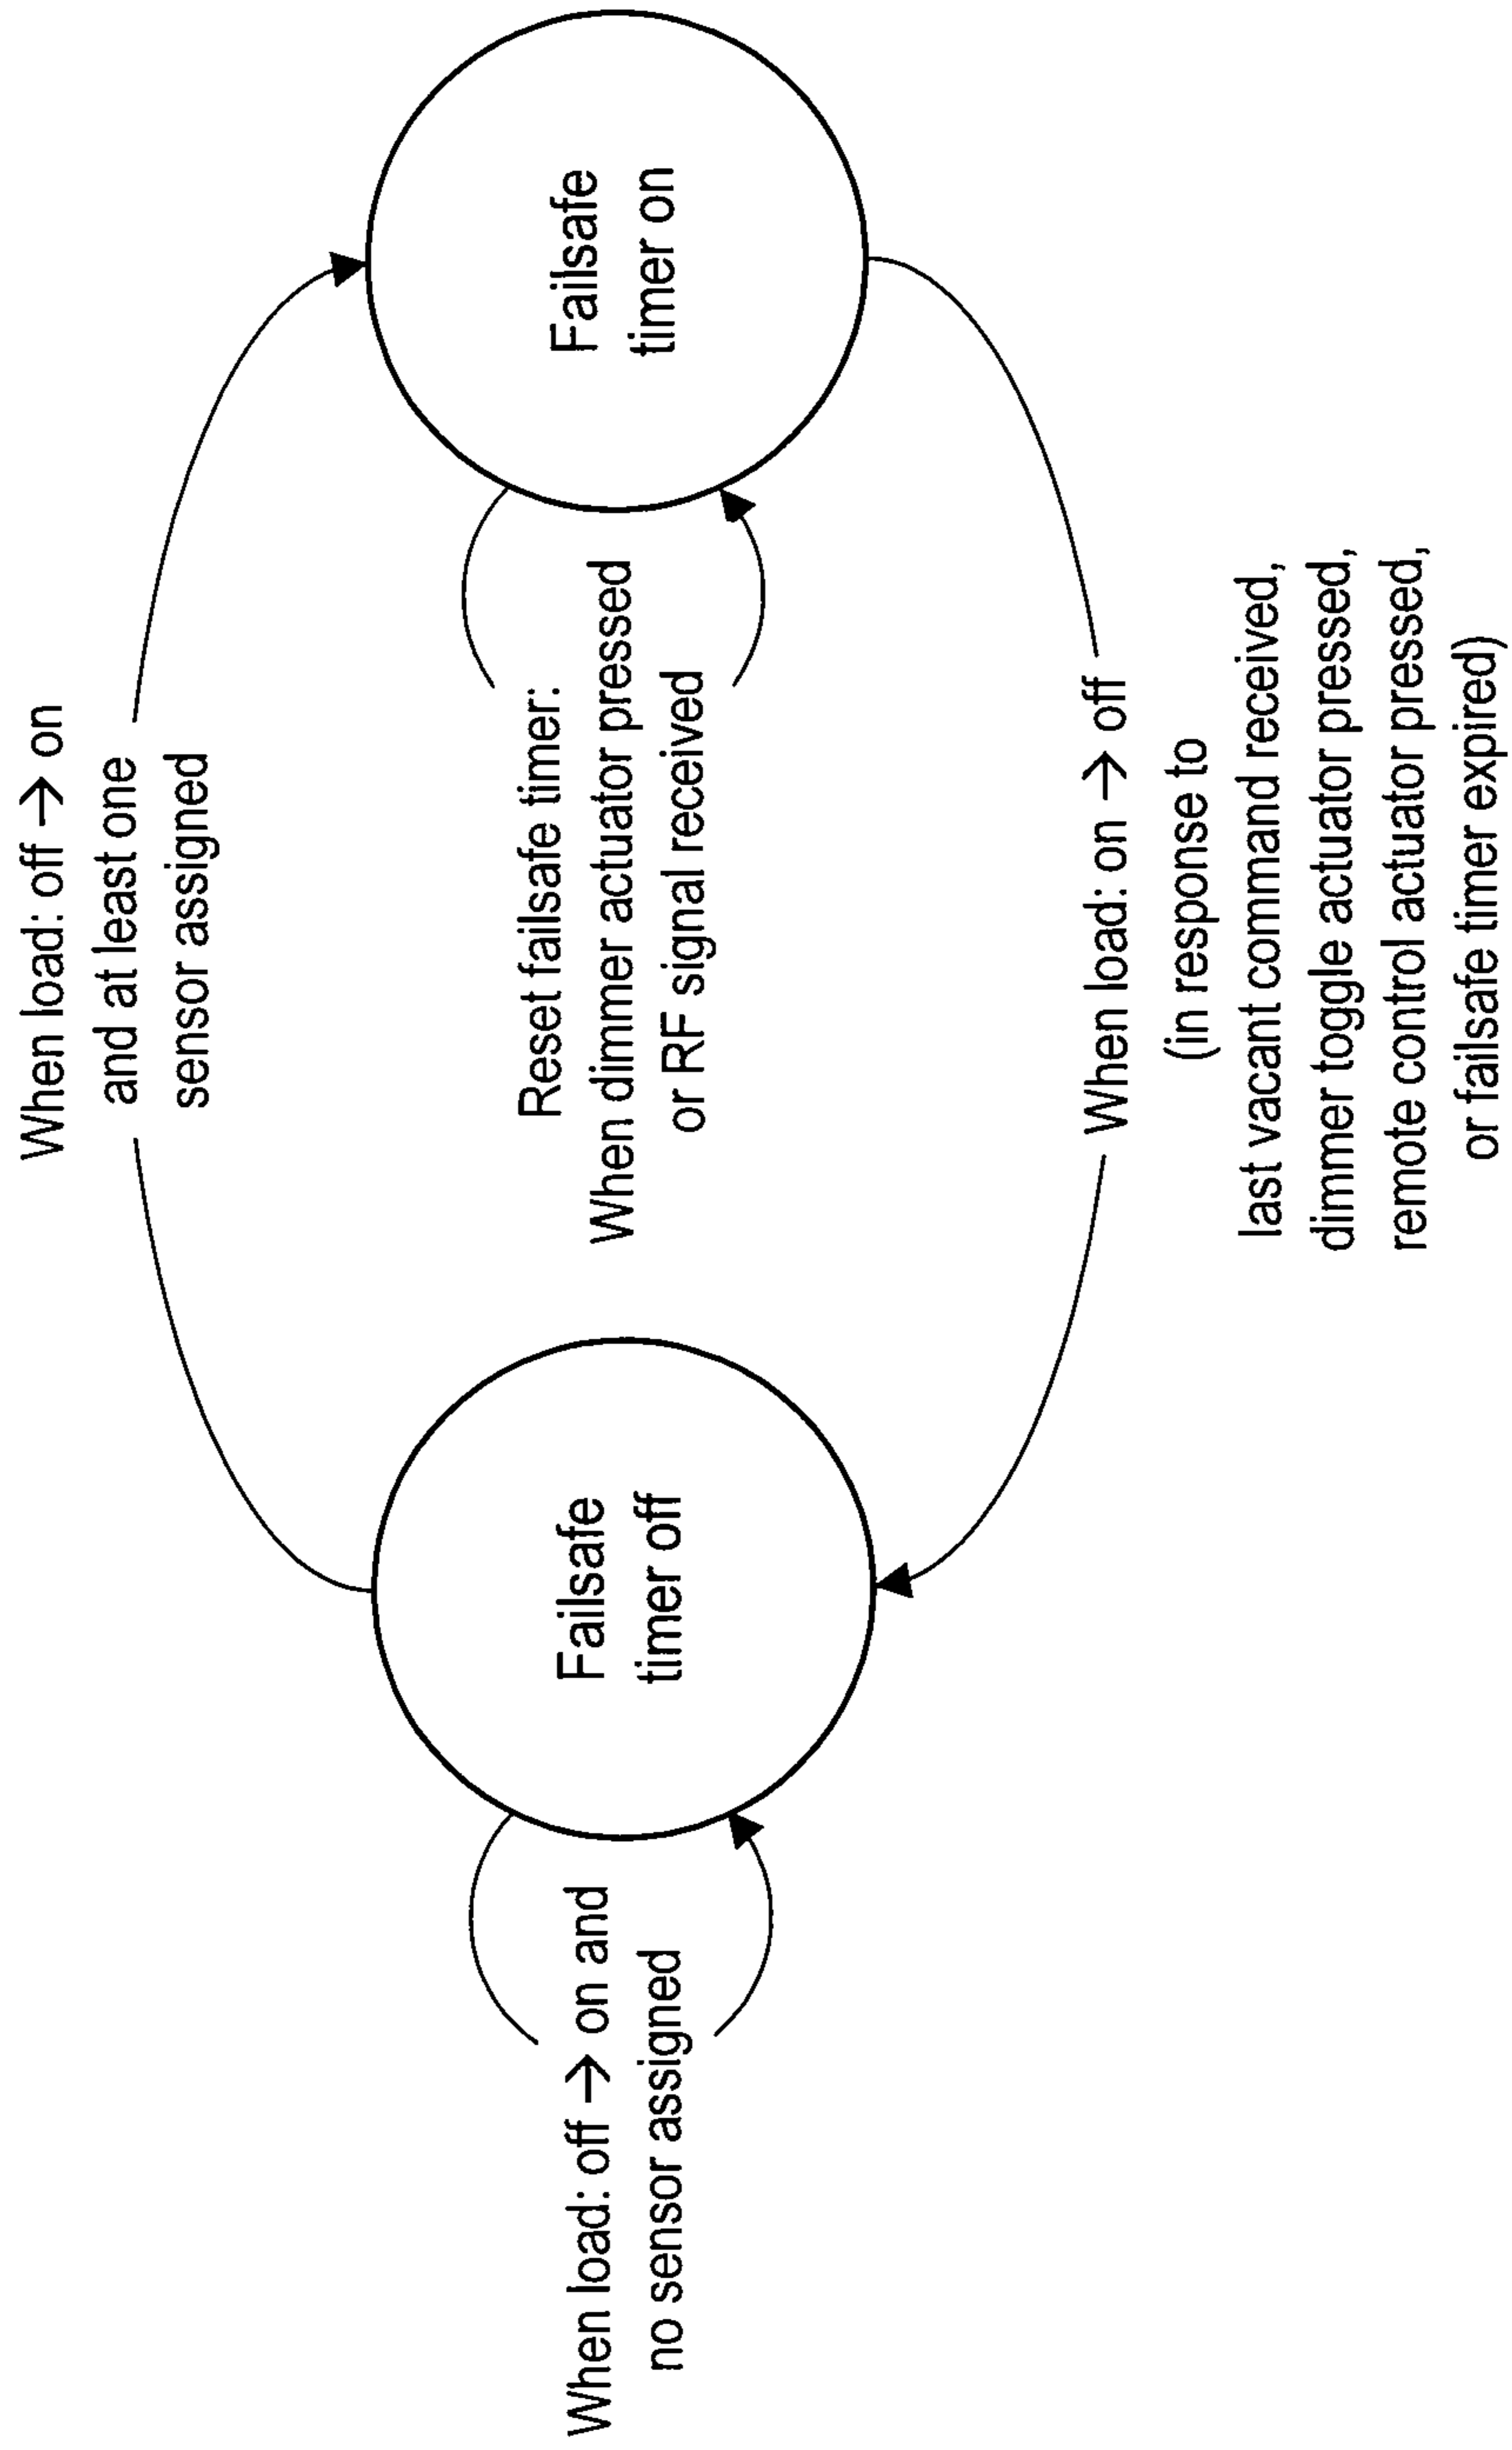 When load: off → on
and at least one
sensor assigned
When load: off → on and
no sensor assigned
Failsafe
timer off
Reset failsafe timer:
When dimmer actuator pressed
or RF signal received
Failsafe
timer on
When load: on → off
(in response to
last vacant command received,
dimmer toggle actuator pressed,
remote control actuator pressed,
or failsafe timer expired)